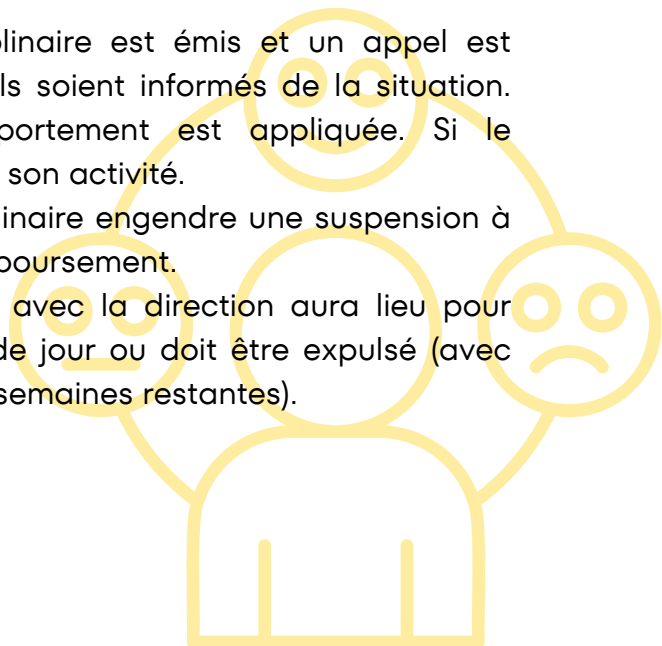 linaire est émis et un appel est
ls soient informés de la situation.
portement est appliquée. Si le
son activité.
linaire engendre une suspension à
boursement.
avec la direction aura lieu pour
de jour ou doit être expulsé (avec
semaines restantes).